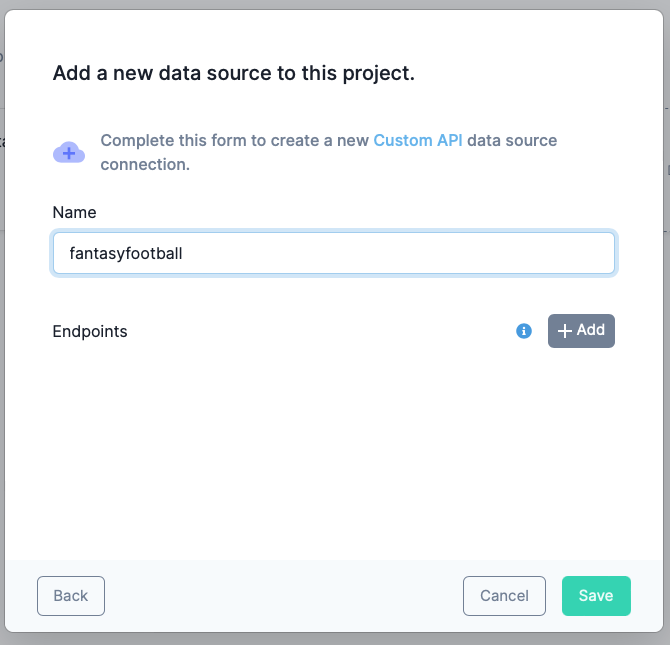 Add a new data source to this project.
Complete this form to create a new Custom API data source
connection.
Name
fantasyfootball
Endpoints
+ Add
Back
Cancel
Save